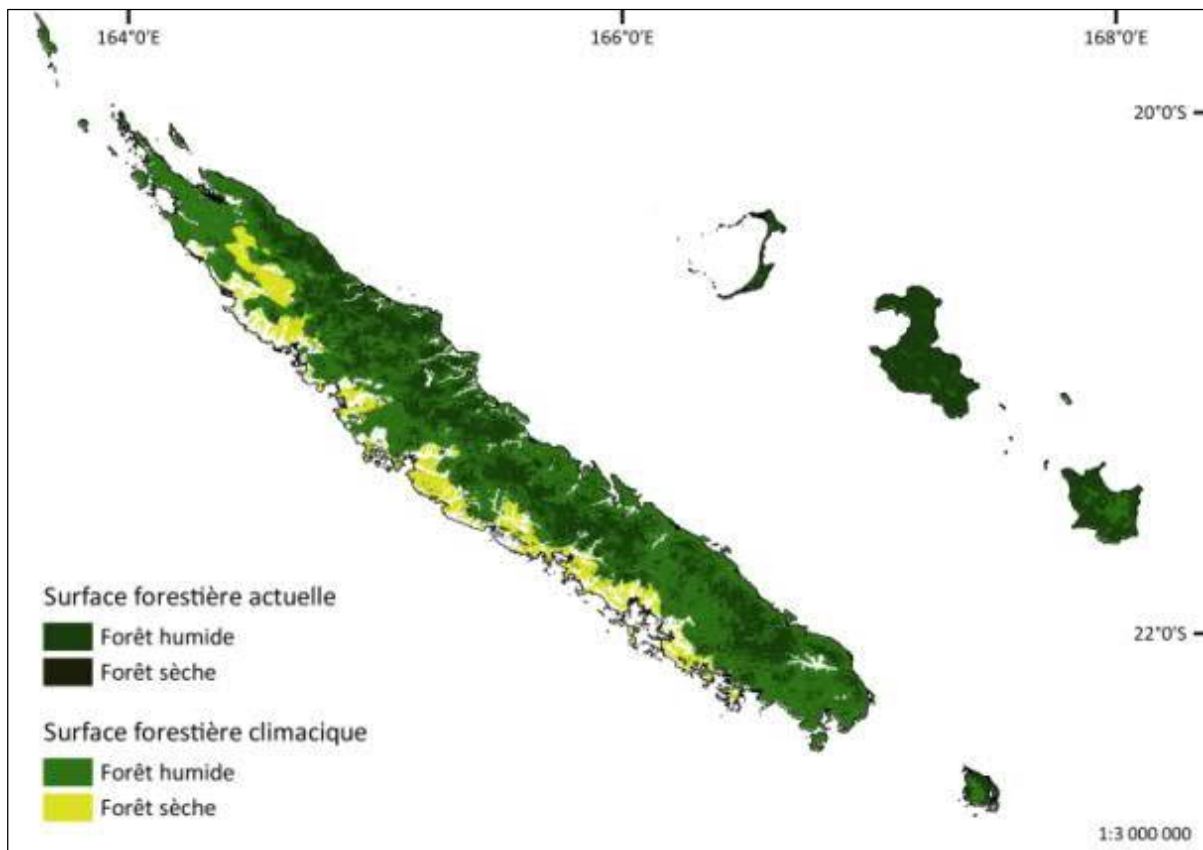 164°0'E 166°0'E 168°0'E
20°0'S
22°0'S
Surface forestière actuelle
Forêt humide
Forêt sèche
Surface forestière climacique
Forêt humide
Forêt sèche
1:3 000 000